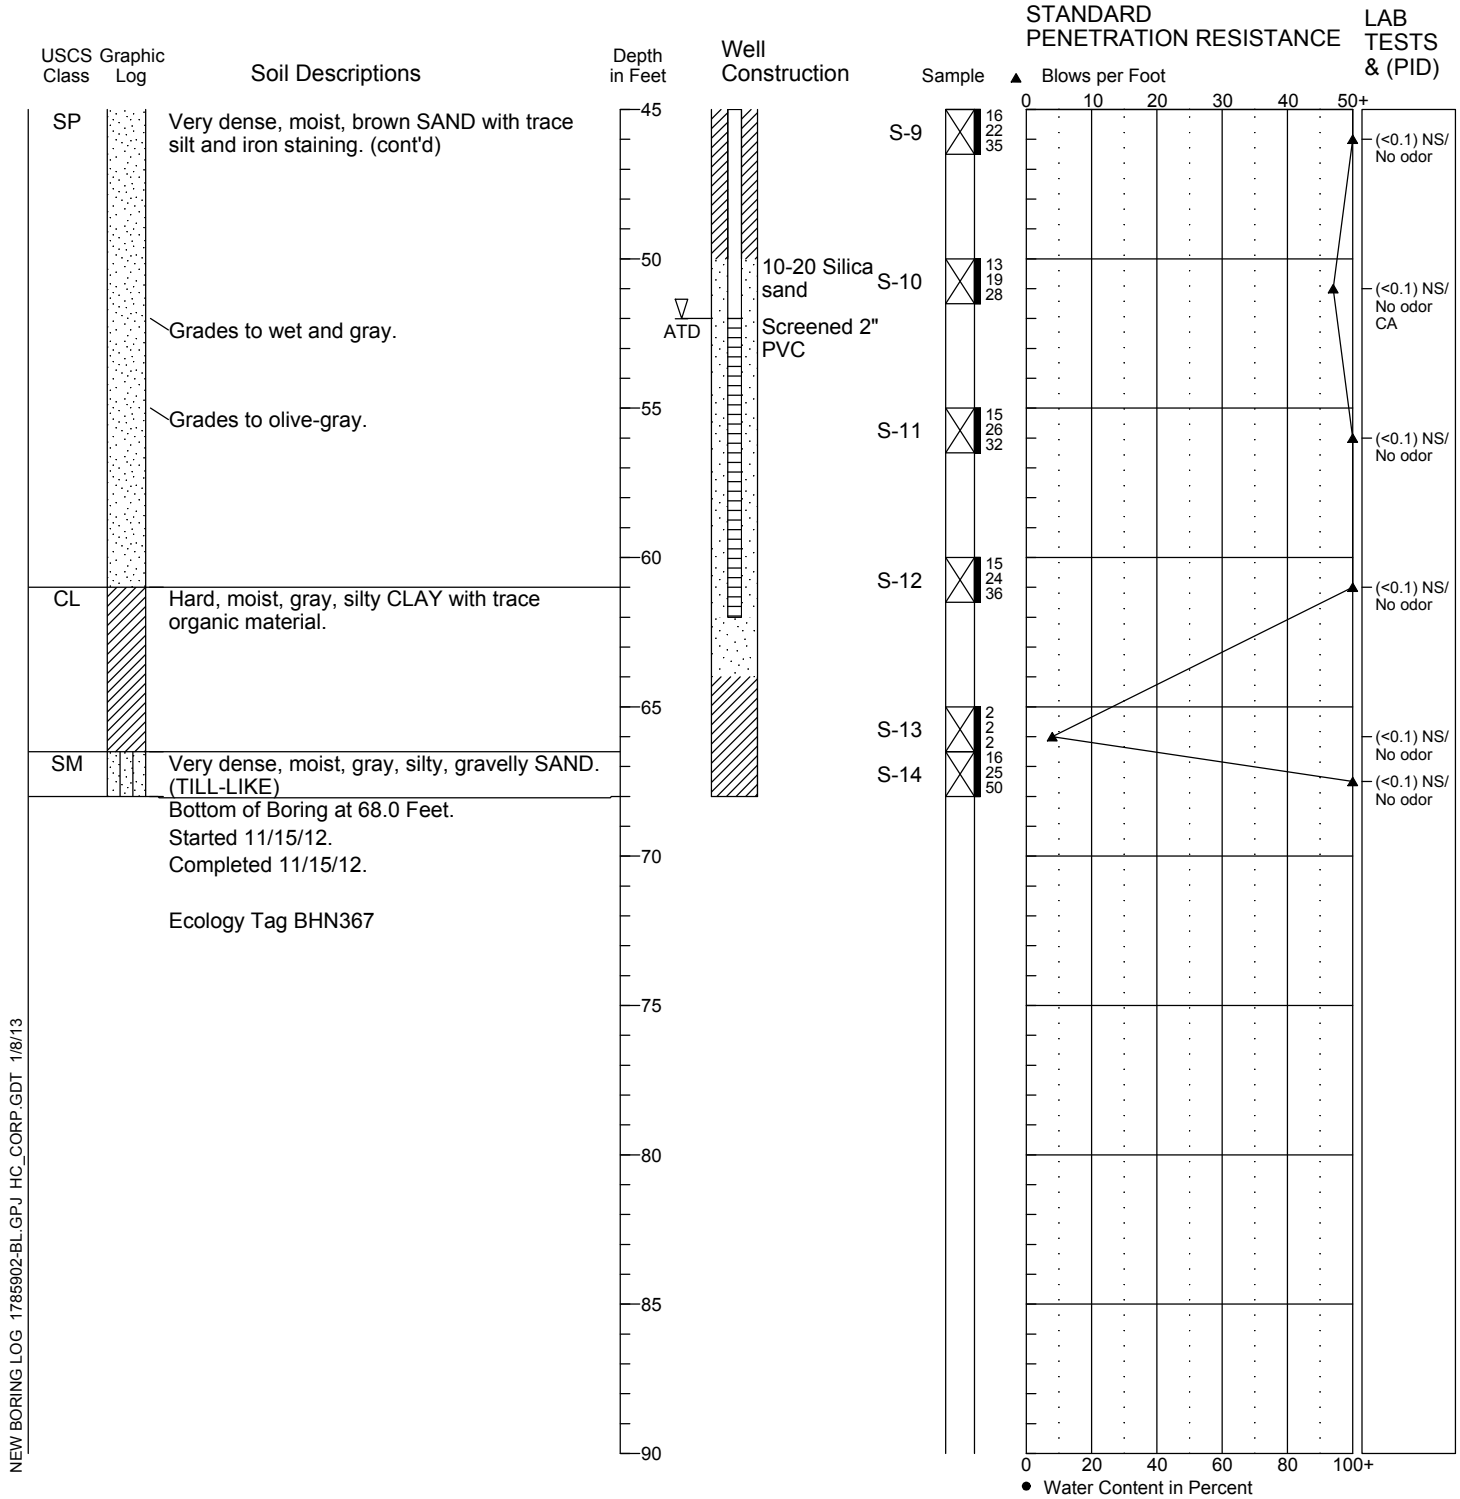 STANDARD
PENETRATION RESISTANCE
LAB
TESTS
& (PID)
USCS
Class
Graphic
Log
Soil Descriptions
Depth
in Feet
Well
Construction
Sample
▲ Blows per Foot
0 10 20 30 40 50+
SP
Very dense, moist, brown SAND with trace
silt and iron staining. (cont'd)
45
S-9
16
22
35
(<0.1) NS/
No odor
50
10-20 Silica
sand
S-10
13
19
28
(<0.1) NS/
No odor
CA
Grades to wet and gray.
ATD
Screened 2"
PVC
Grades to olive-gray.
55
S-11
15
26
32
(<0.1) NS/
No odor
60
S-12
15
24
36
(<0.1) NS/
No odor
CL
Hard, moist, gray, silty CLAY with trace
organic material.
65
S-13
2
2
2
(<0.1) NS/
No odor
SM
Very dense, moist, gray, silty, gravelly SAND.
(TILL-LIKE)
S-14
16
25
50
(<0.1) NS/
No odor
Bottom of Boring at 68.0 Feet.
Started 11/15/12.
Completed 11/15/12.
70
Ecology Tag BHN367
75
80
85
90
0 20 40 60 80 100+
● Water Content in Percent
NEW BORING LOG 1785902-BL.GPJ HC_CORP.GDT 1/8/13